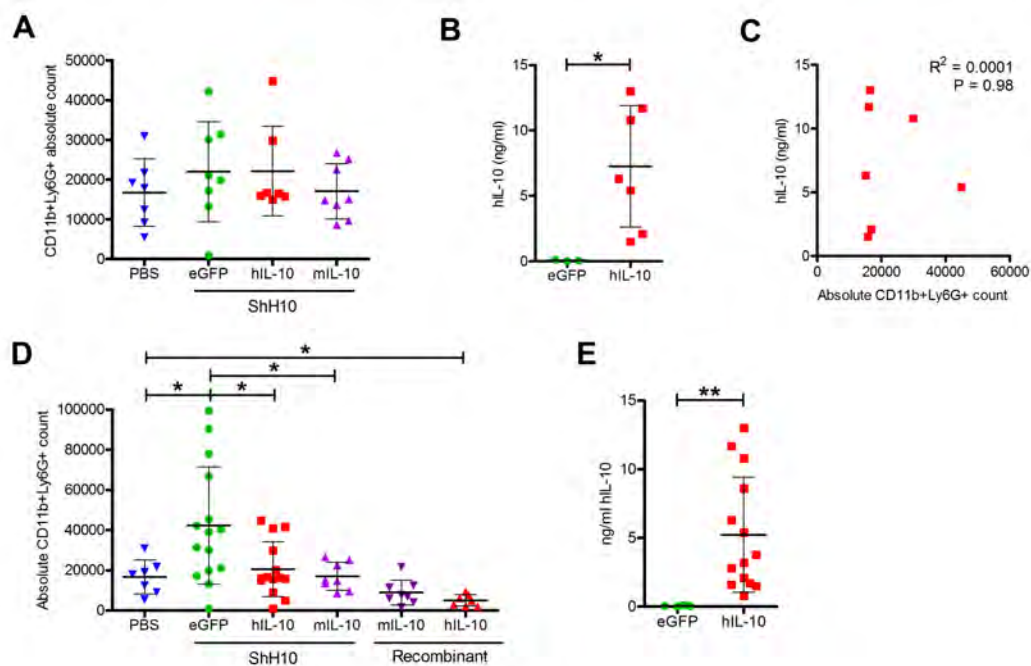 A
CD11b+Ly6G+ absolute count
50000
40000
30000
20000
10000
0
PBS eGFP hIL-10 mIL-10
ShH10
B
hIL-10 (ng/ml)
15
10
5
0
*
eGFP hIL-10
C
hIL-10 (ng/ml)
15
10
5
0
R² = 0.0001
P = 0.98
0 20000 40000 60000
Absolute CD11b+Ly6G+ count
D
Absolute CD11b+Ly6G+ count
*
*
* *
100000
80000
60000
40000
20000
0
PBS eGFP hIL-10 mIL-10 mIL-10 hIL-10
ShH10 Recombinant
E
ng/ml hIL-10
15
10
5
0
**
eGFP hIL-10